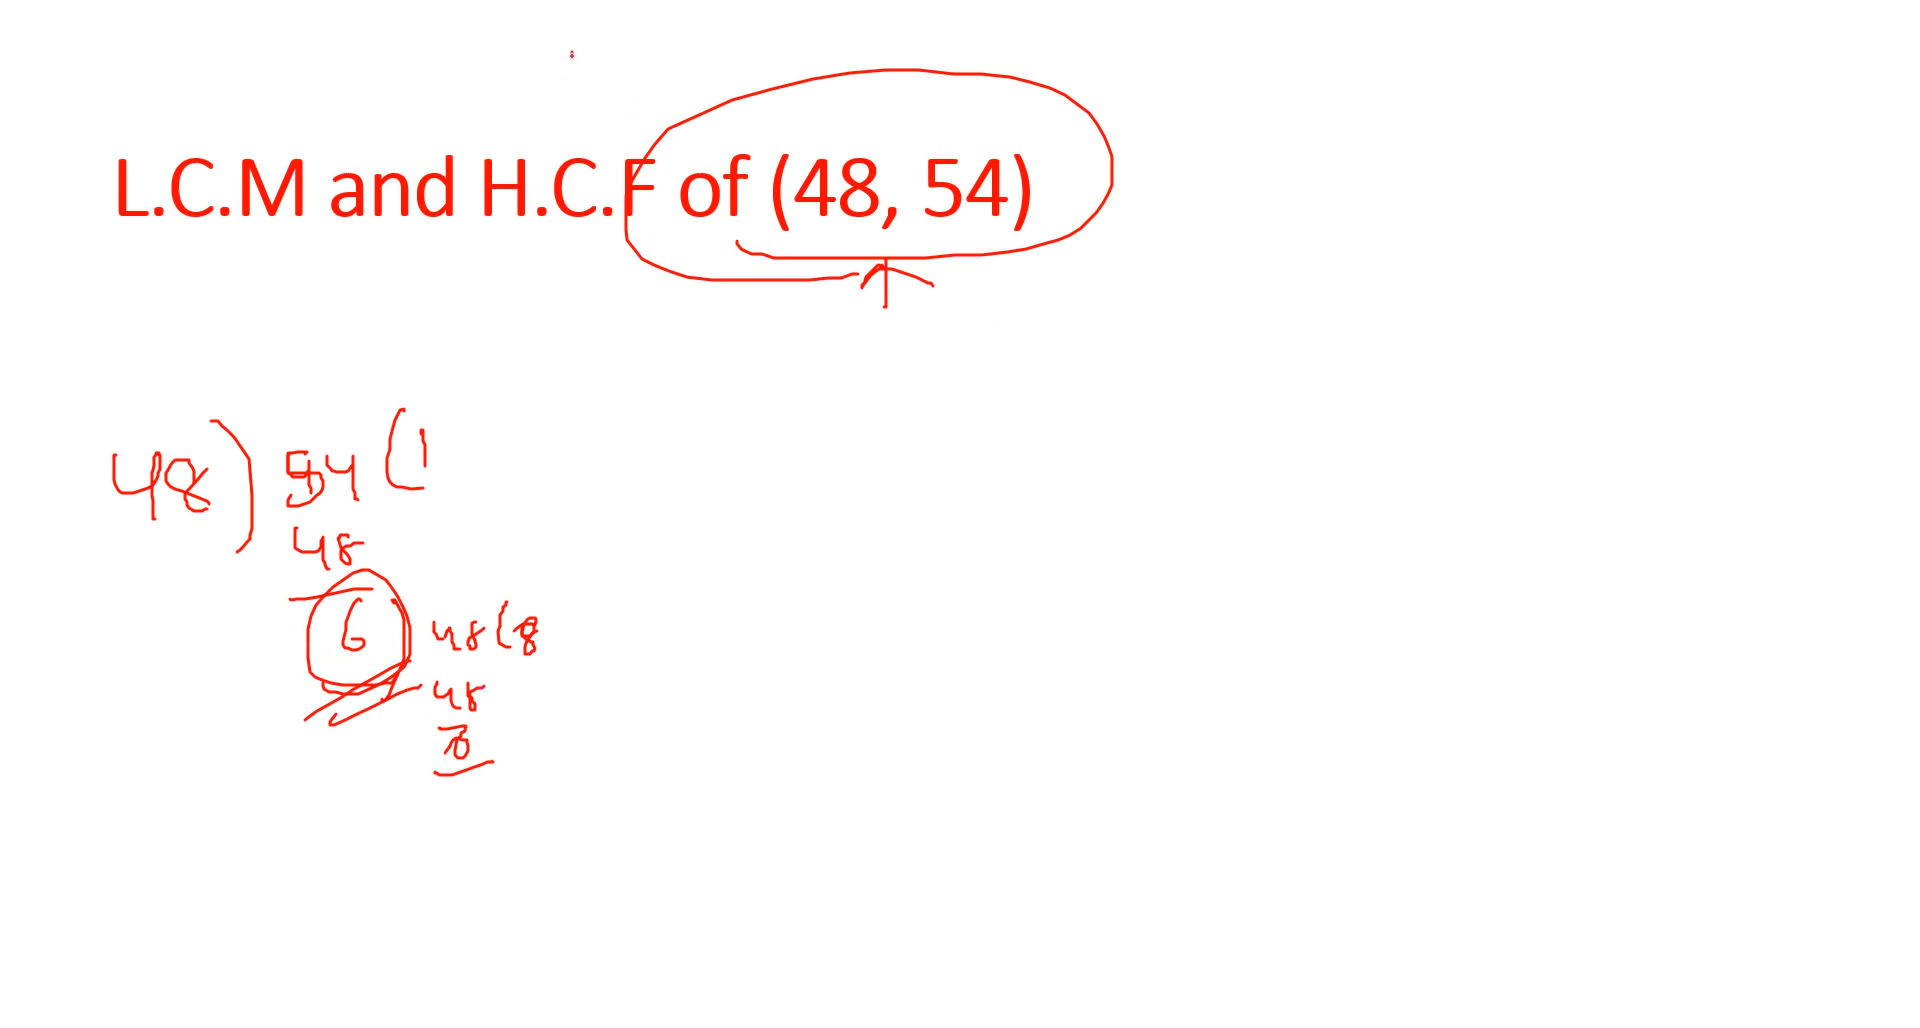 L.C.M and H.C.F of (48, 54)
48) 54 (1
48
6) 48 (8
48
0